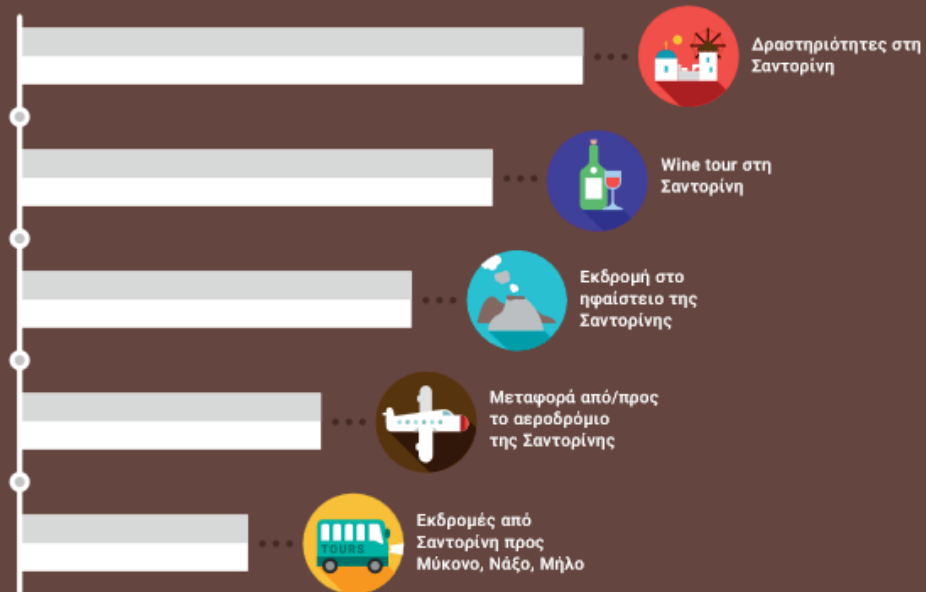 Δραστηριότητες στη
Σαντορίνη
Wine tour στη
Σαντορίνη
Εκδρομή στο
ηφαίστειο της
Σαντορίνης
Μεταφορά από/προς
το αεροδρόμιο
της Σαντορίνης
TOURS
Εκδρομές από
Σαντορίνη προς
Μύκονο, Νάξο, Μήλο